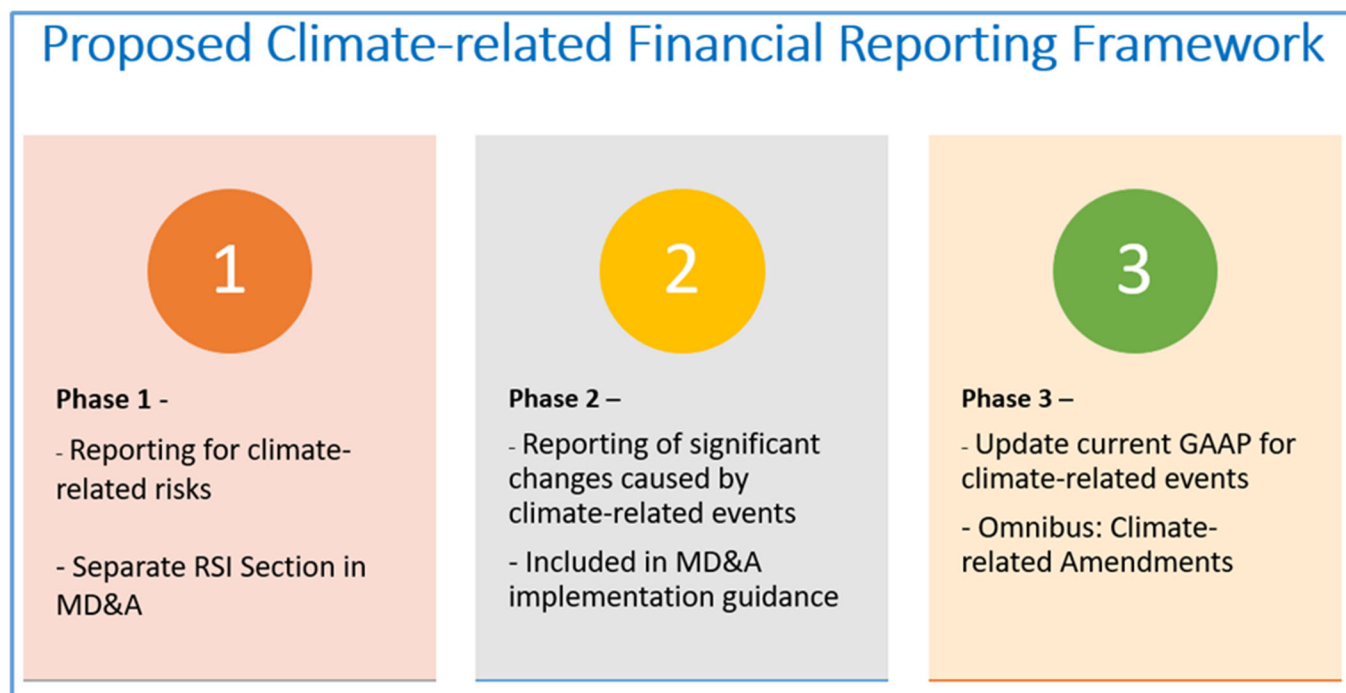 Proposed Climate-related Financial Reporting Framework
1
Phase 1 -
- Reporting for climate-
related risks
- Separate RSI Section in
MD&A
2
Phase 2 –
- Reporting of significant
changes caused by
climate-related events
- Included in MD&A
implementation guidance
3
Phase 3 –
- Update current GAAP for
climate-related events
- Omnibus: Climate-
related Amendments